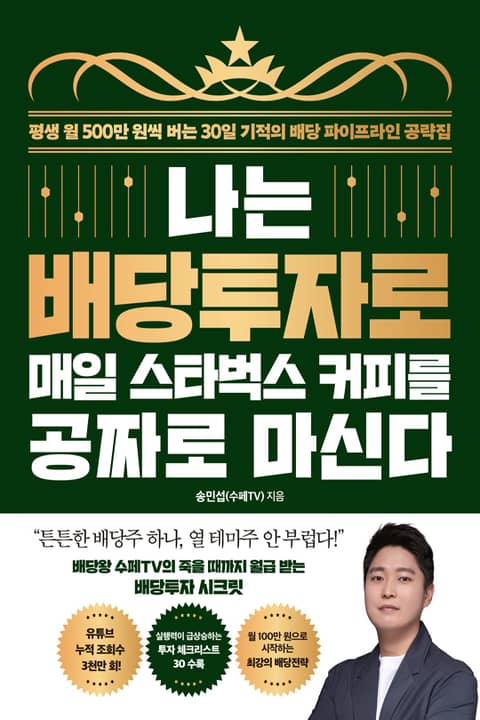 평생 월 500만 원씩 버는 30일 기적의 배당 파이프라인 공략집
나는
배당투자로
매일 스타벅스 커피를
공짜로 마신다
송민섭(수페TV) 지음
“튼튼한 배당주 하나, 열 테마주 안 부럽다!”
배당왕 수페TV의 죽을 때까지 월급 받는
배당투자 시크릿
유튜브
누적 조회수
3천만 회!
실행력이 급상승하는
투자 체크리스트
30 수록
월 100만 원으로
시작하는
최강의 배당전략